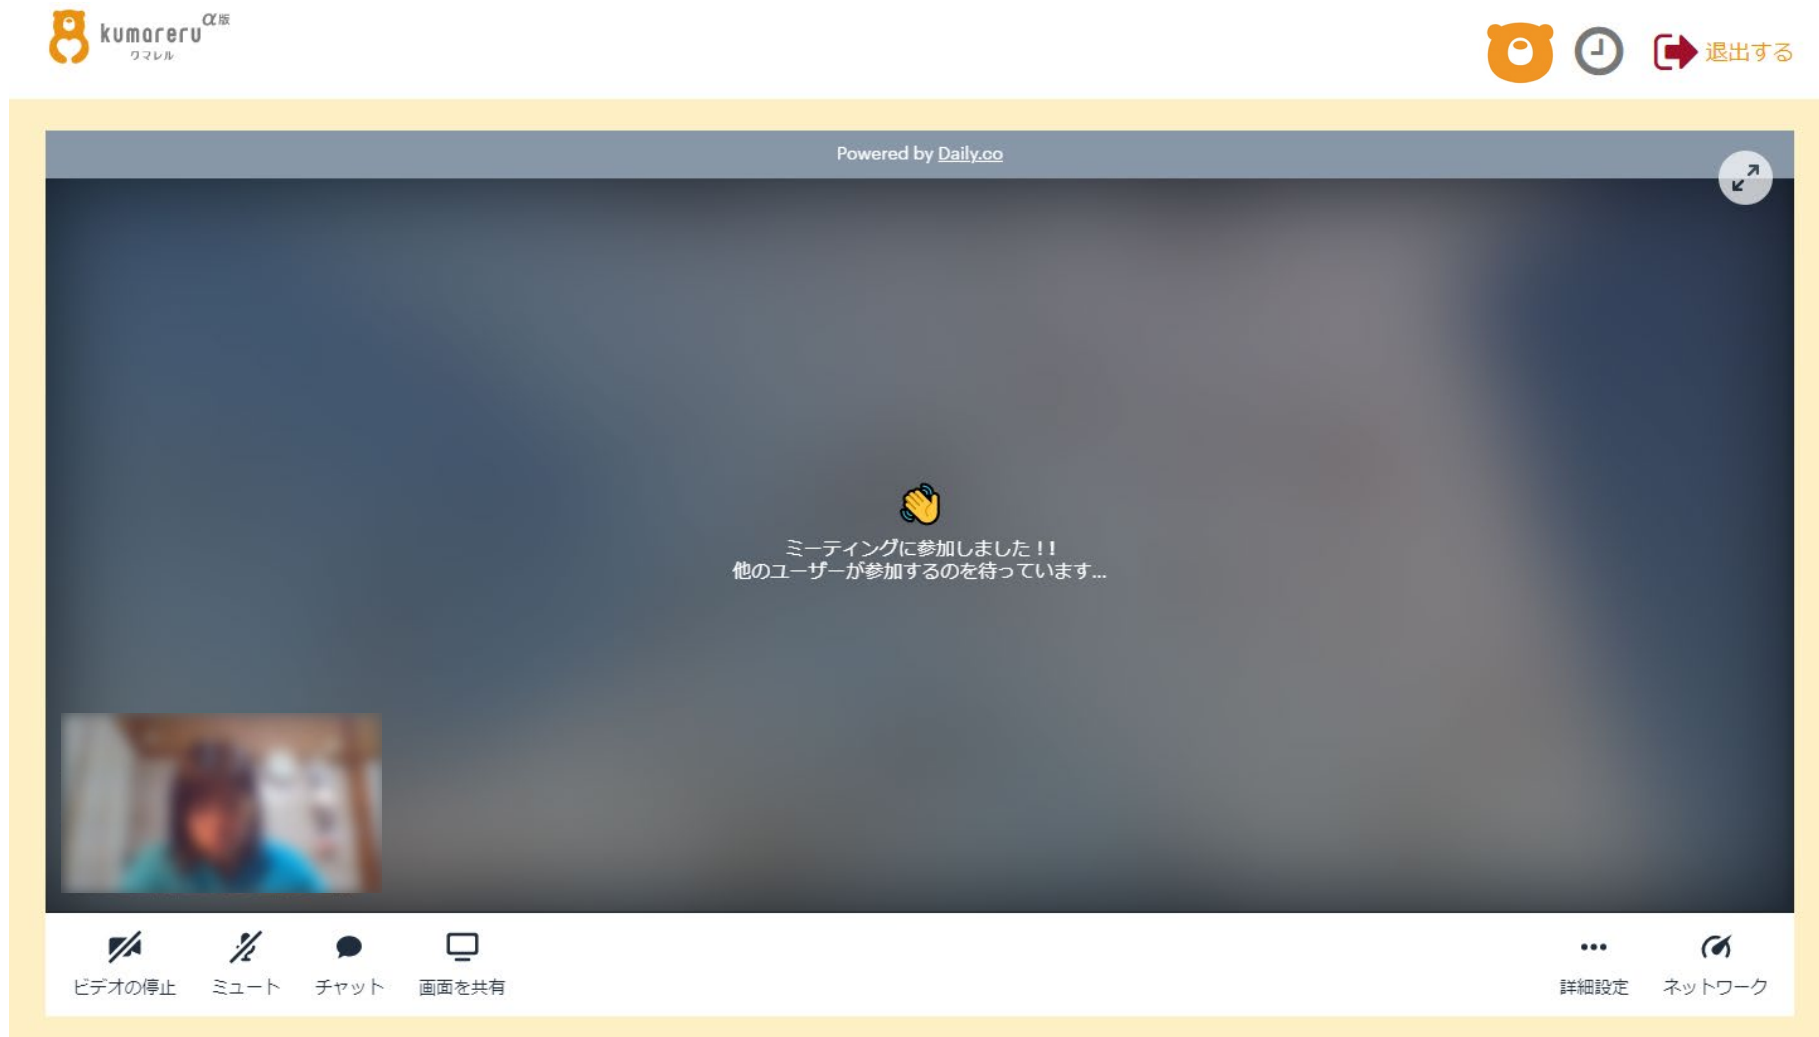 kumareru α版
クマレル
退出する
Powered by Daily.co
ミーティングに参加しました！！
他のユーザーが参加するのを待っています...
ビデオの停止
ミュート
チャット
画面を共有
詳細設定
ネットワーク